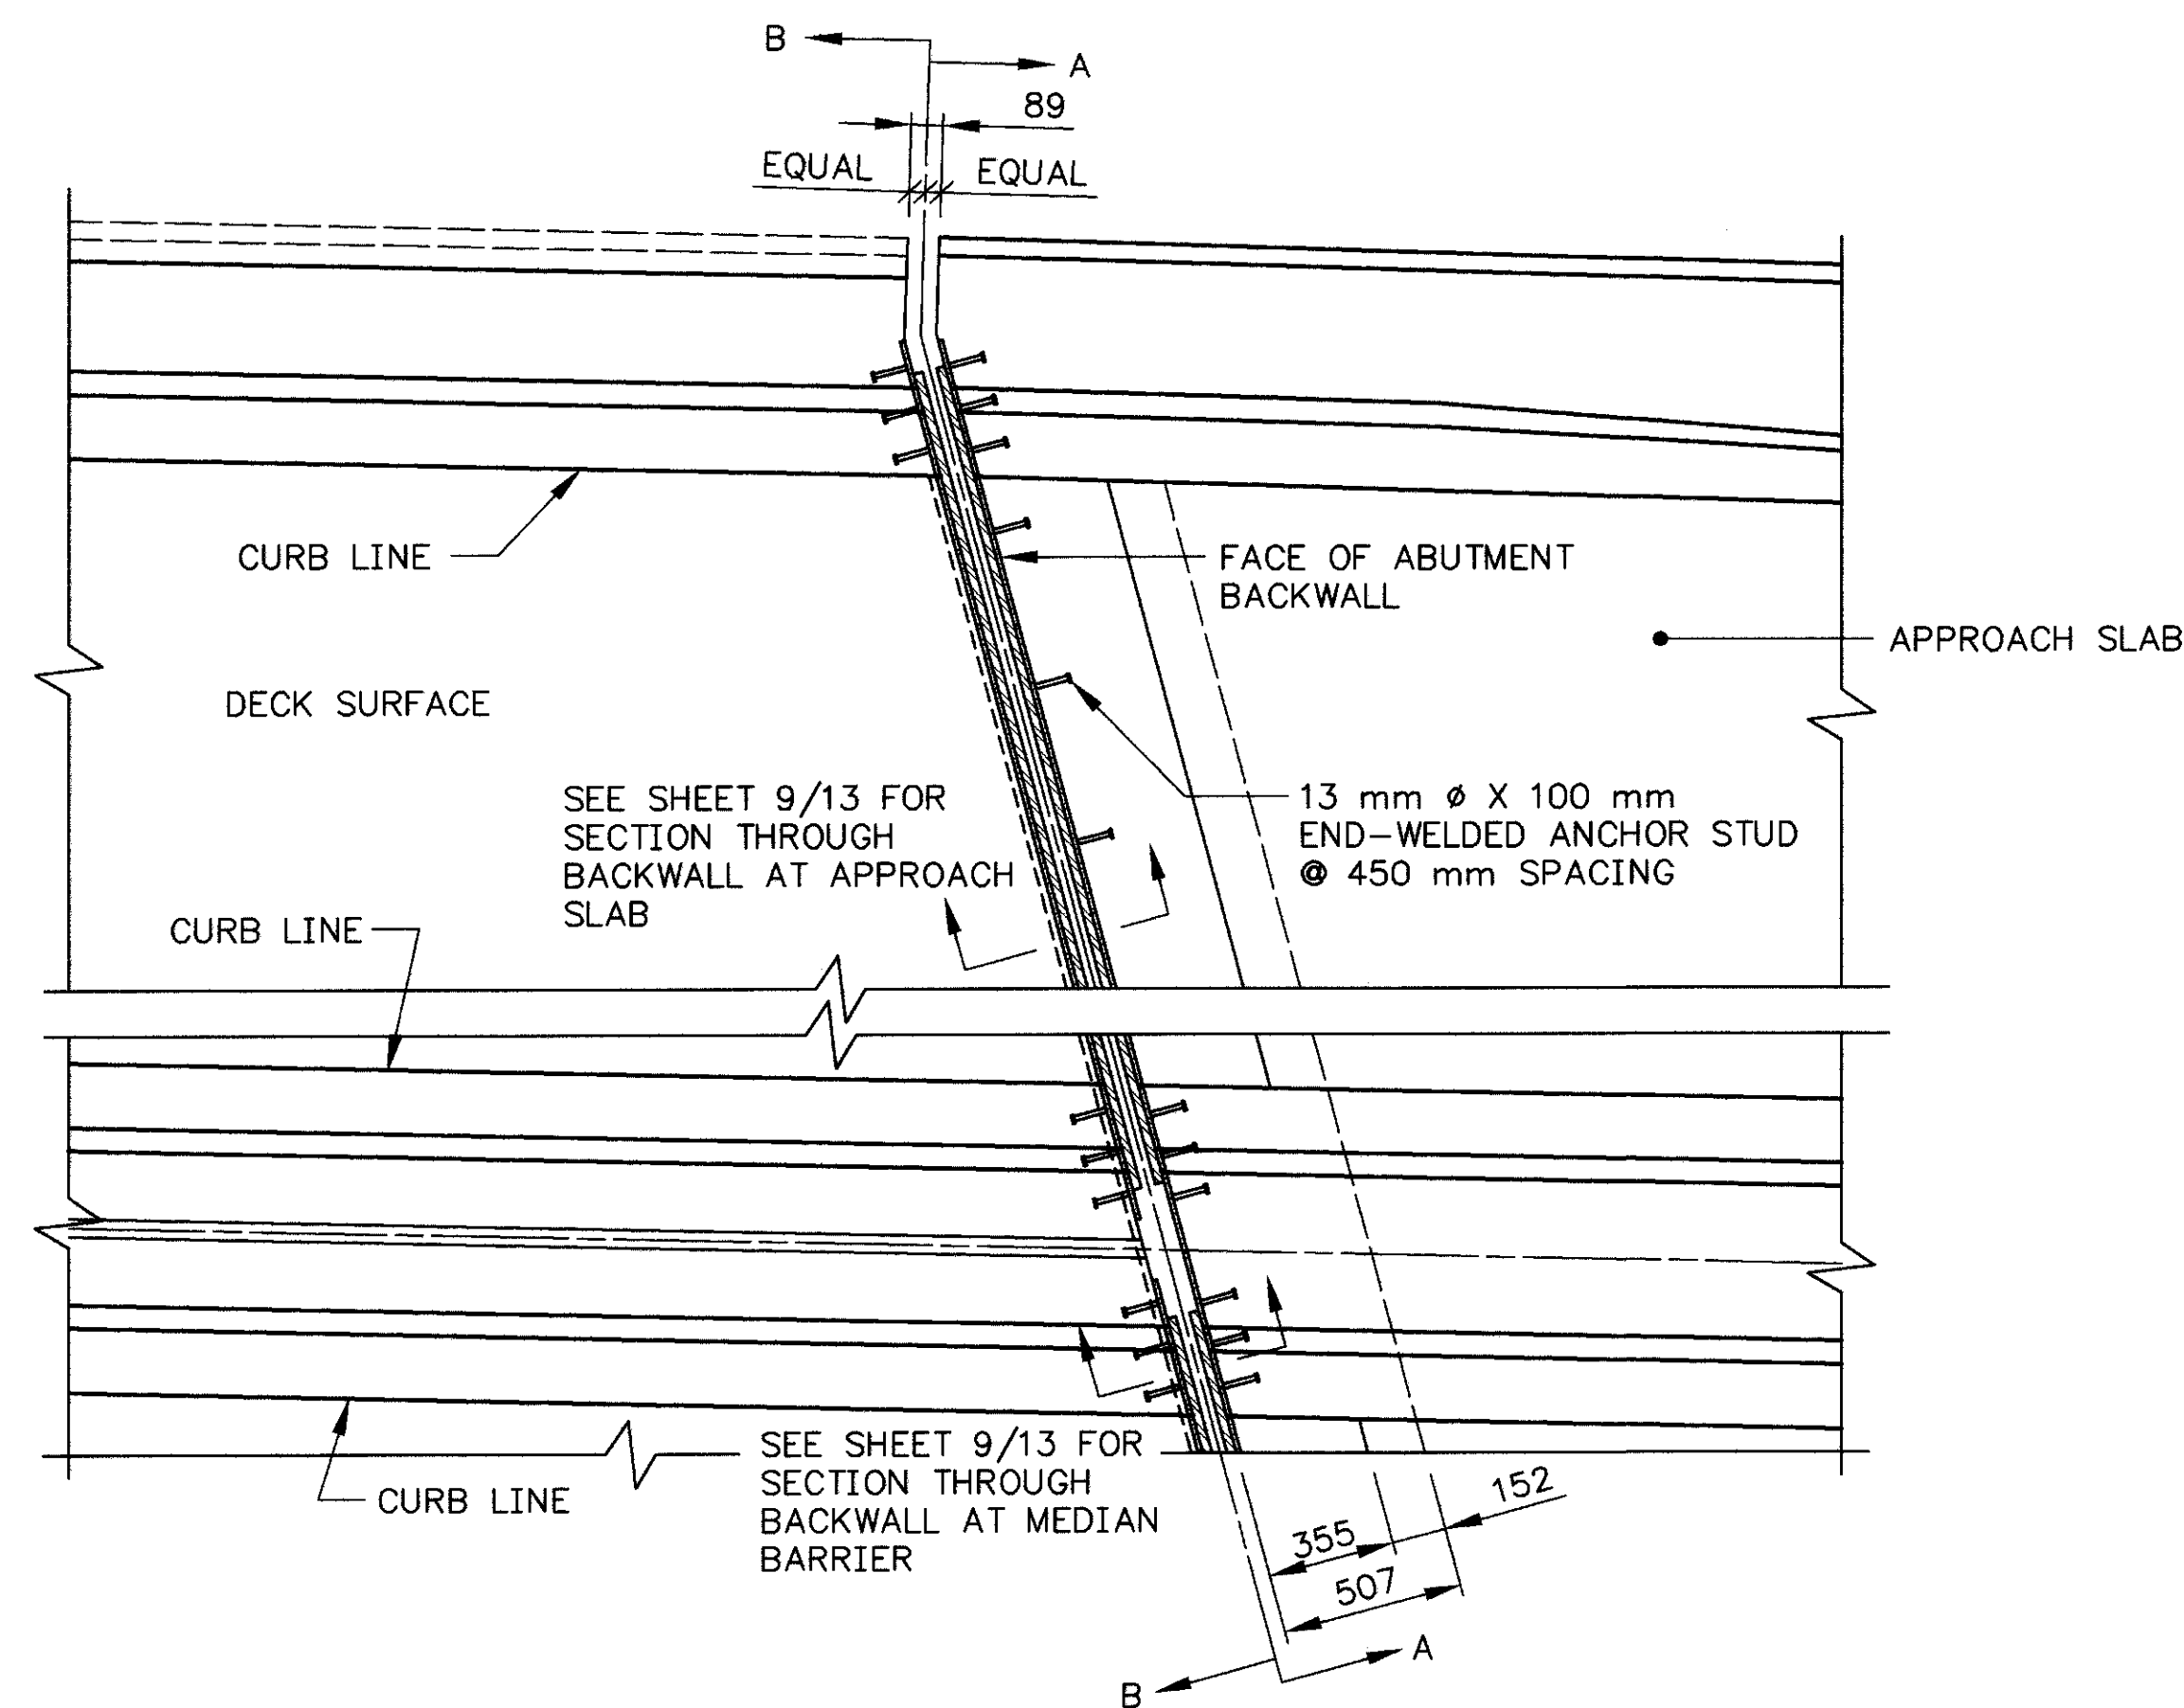 B
A
89
EQUAL
EQUAL
CURB LINE
FACE OF ABUTMENT
BACKWALL
APPROACH SLAB
DECK SURFACE
SEE SHEET 9/13 FOR
SECTION THROUGH
BACKWALL AT APPROACH
SLAB
13 mm ø X 100 mm
END-WELDED ANCHOR STUD
@ 450 mm SPACING
CURB LINE
SEE SHEET 9/13 FOR
SECTION THROUGH
BACKWALL AT MEDIAN
BARRIER
CURB LINE
152
355
507
A
B